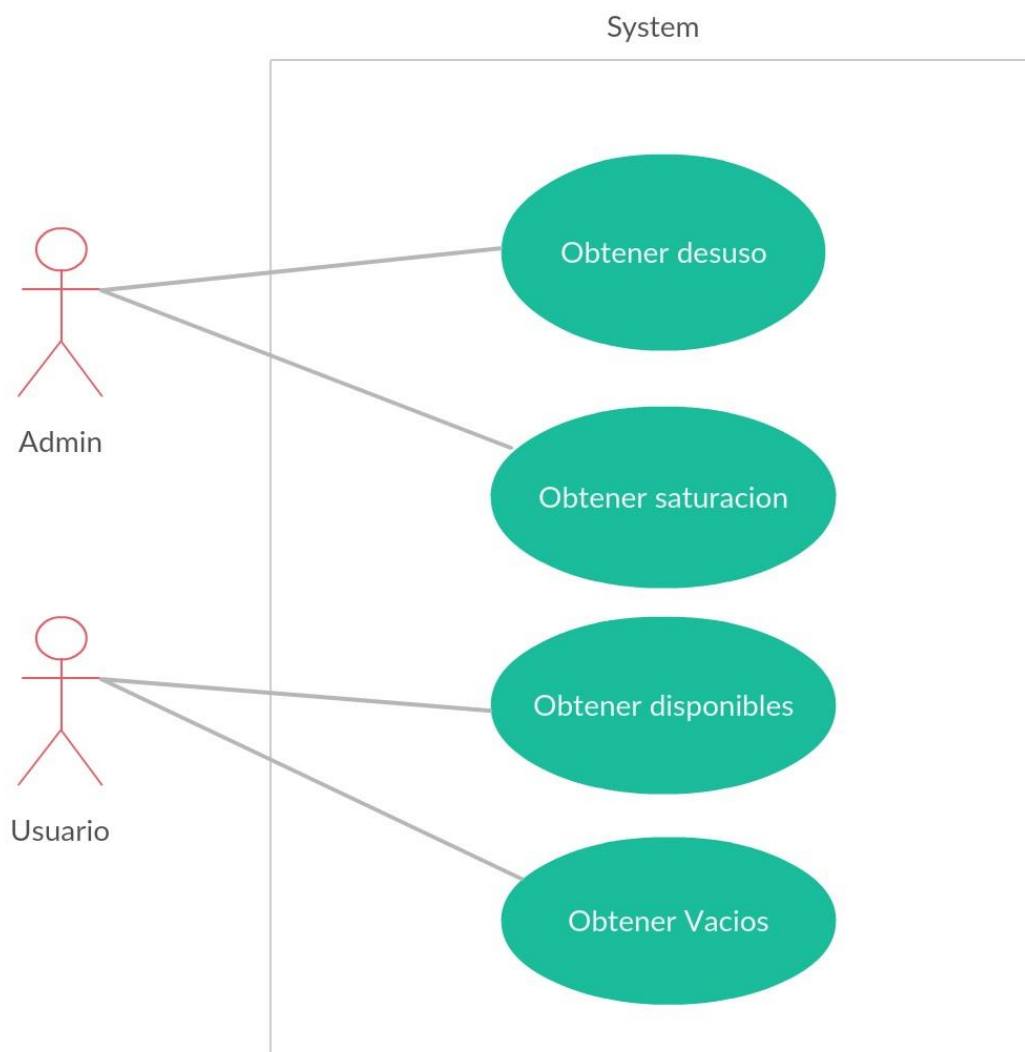 System
Obtener desuso
Admin
Obtener saturacion
Obtener disponibles
Usuario
Obtener Vacios